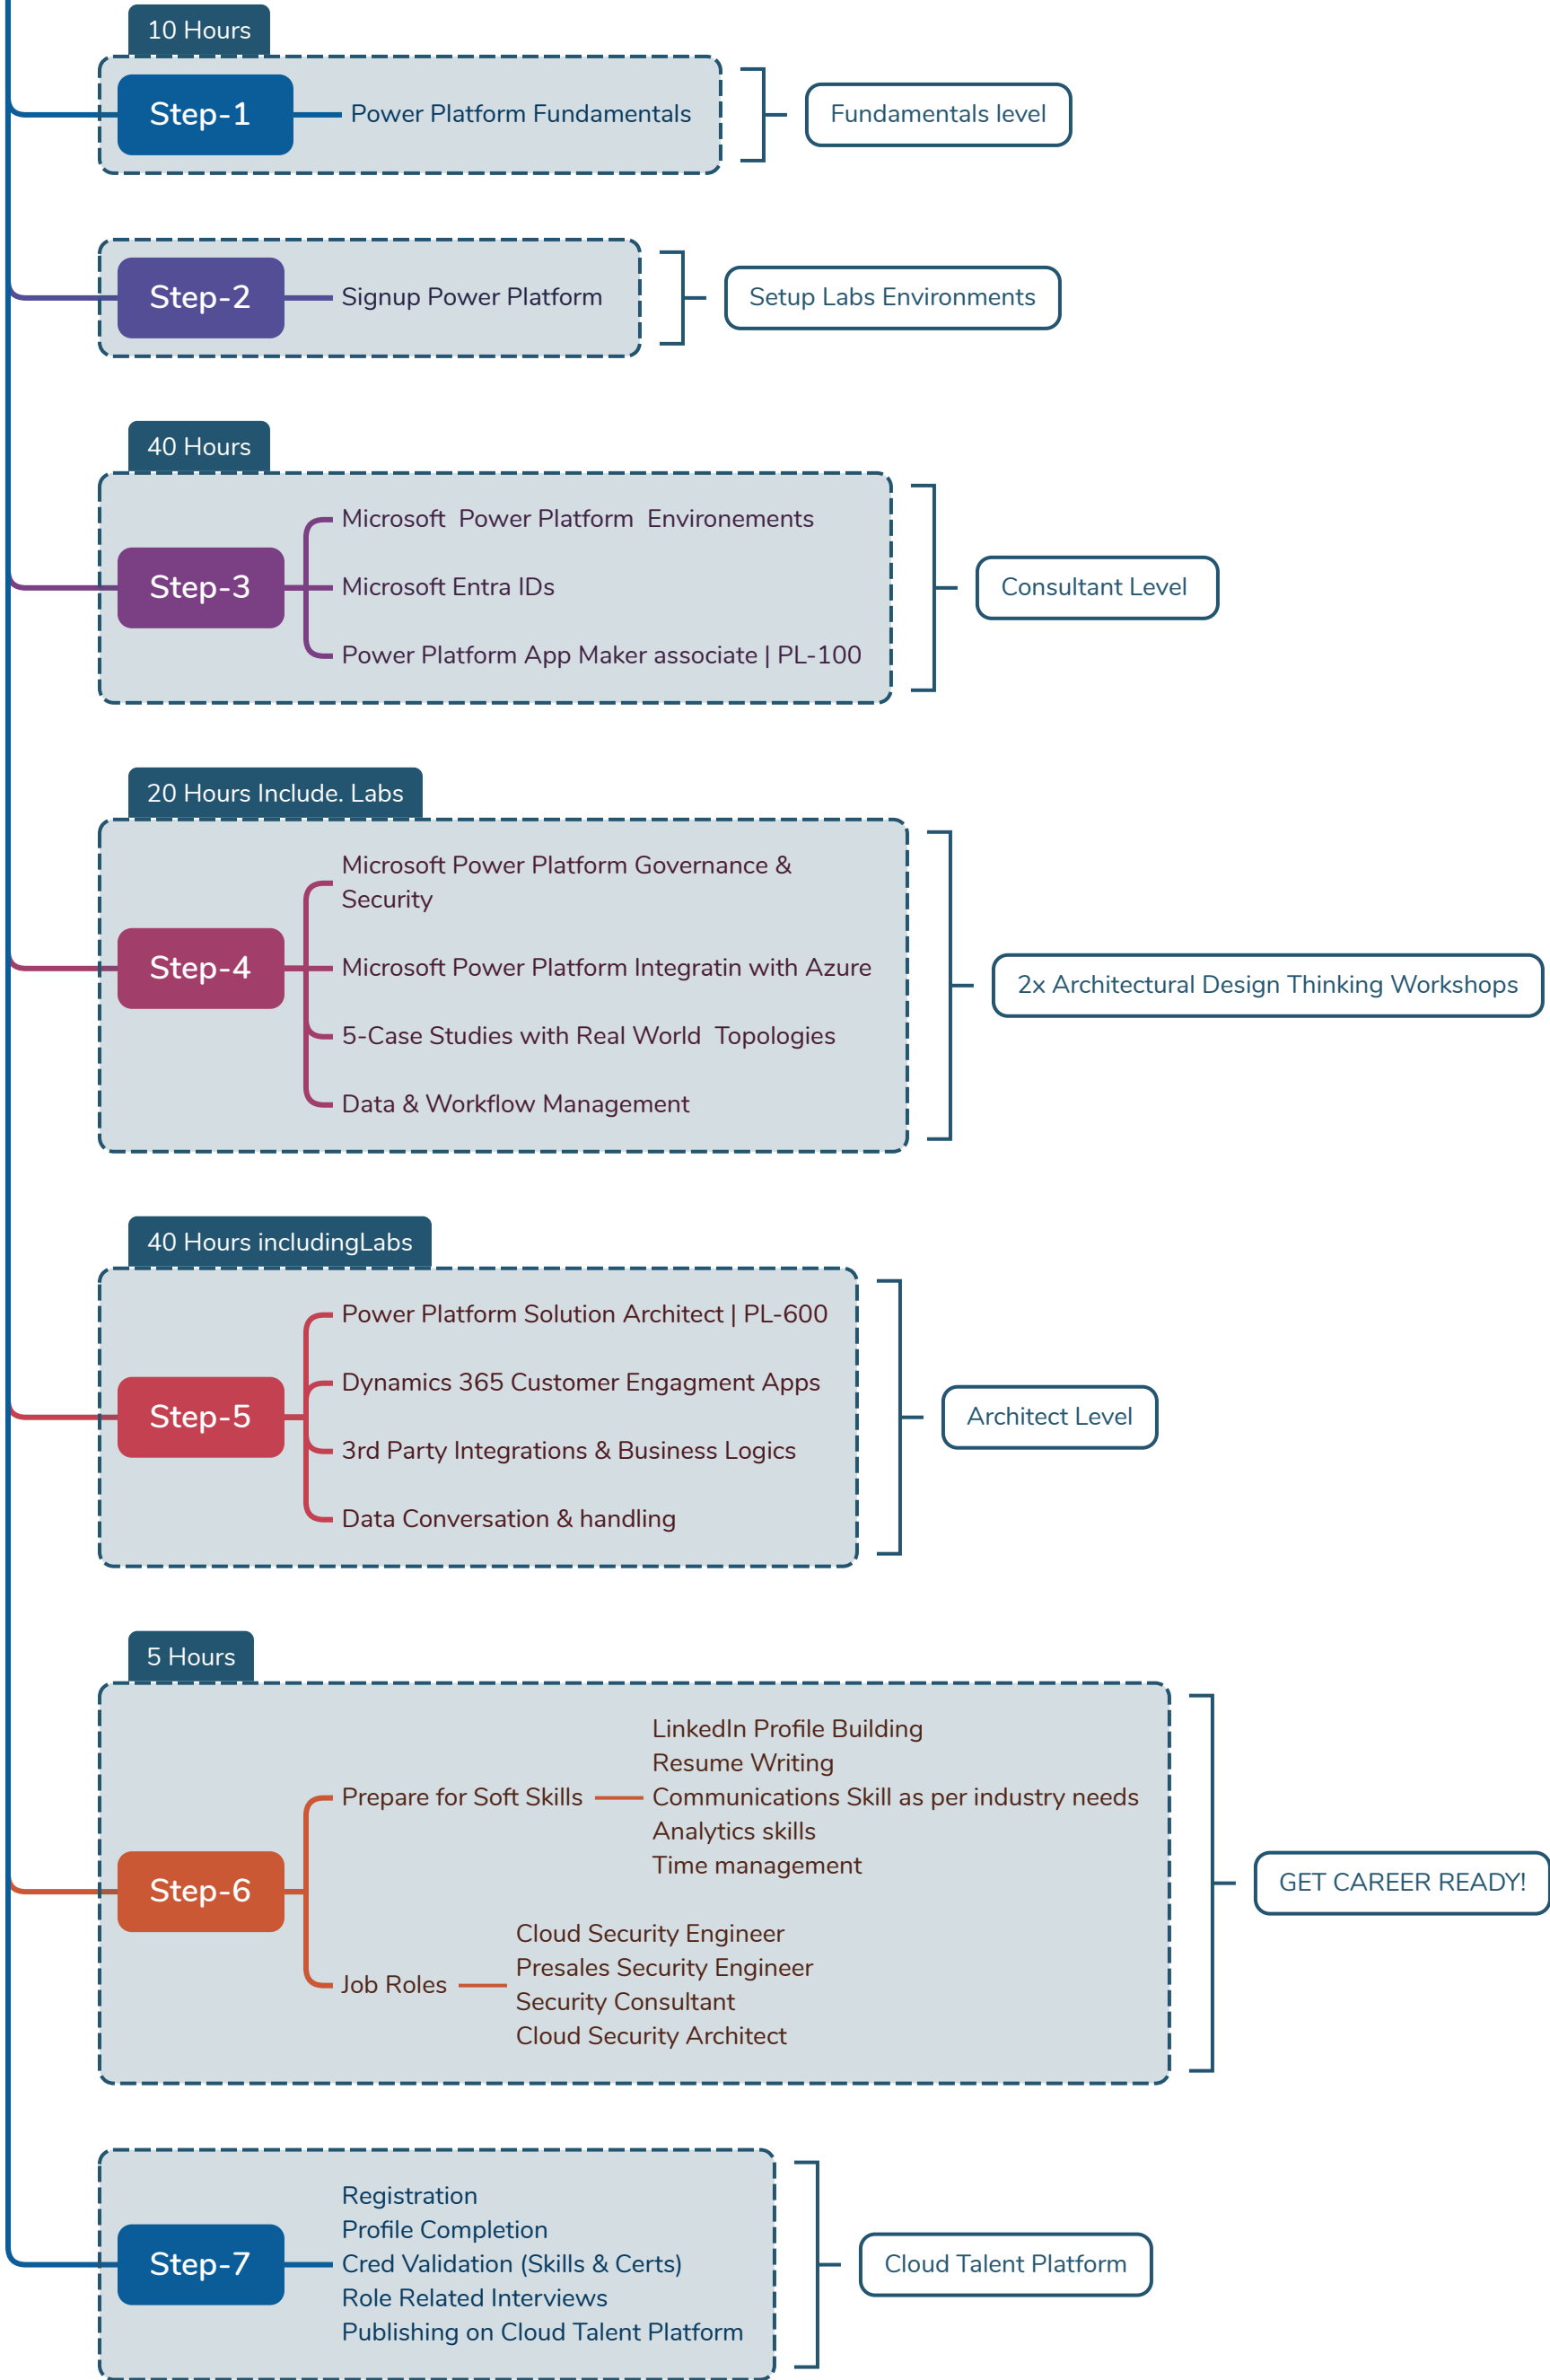 10 Hours
Step-1
Power Platform Fundamentals
Fundamentals level
Step-2
Signup Power Platform
Setup Labs Environments
40 Hours
Step-3
Microsoft  Power Platform  Environements
Microsoft Entra IDs
Power Platform App Maker associate | PL-100
Consultant Level
20 Hours Include. Labs
Step-4
Microsoft Power Platform Governance &
Security
Microsoft Power Platform Integratin with Azure
5-Case Studies with Real World  Topologies
Data & Workflow Management
2x Architectural Design Thinking Workshops
40 Hours includingLabs
Step-5
Power Platform Solution Architect | PL-600
Dynamics 365 Customer Engagment Apps
3rd Party Integrations & Business Logics
Data Conversation & handling
Architect Level
5 Hours
Step-6
Prepare for Soft Skills
LinkedIn Profile Building
Resume Writing
Communications Skill as per industry needs
Analytics skills
Time management
Job Roles
Cloud Security Engineer
Presales Security Engineer
Security Consultant
Cloud Security Architect
GET CAREER READY!
Step-7
Registration
Profile Completion
Cred Validation (Skills & Certs)
Role Related Interviews
Publishing on Cloud Talent Platform
Cloud Talent Platform